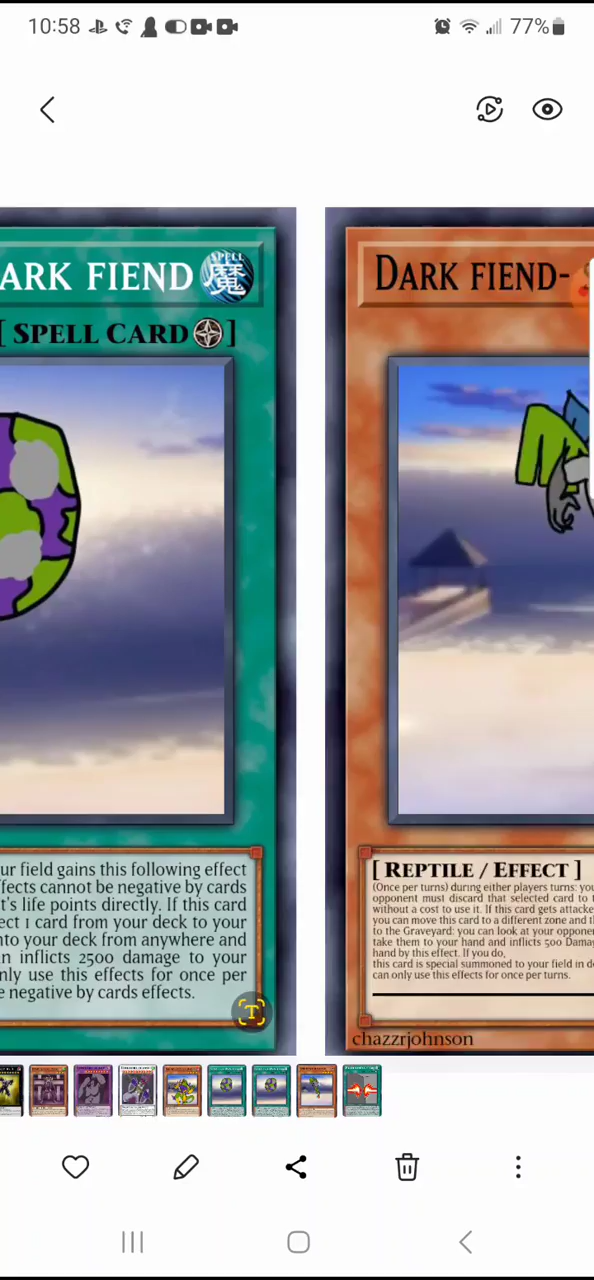 10:58
77%
ARK FIEND
SPELL
魔
[ SPELL CARD ]
ur field gains this following effect
ffects cannot be negative by cards
t's life points directly. If this card
ect 1 card from your deck to your
nto your deck from anywhere and
n inflicts 2500 damage to your
nly use this effects for once per
e negative by cards effects.
T
DARK FIEND-
[ REPTILE / EFFECT ]
(Once per turns) during either players turns: you
opponent must discard that selected card to t
without a cost to use it. If this card gets attacke
you can move this card to a different zone and th
to the Graveyard: you can look at your opponen
take them to your hand and inflicts 500 Damag
hand by this effect. If you do,
this card is special summoned to your field in de
can only use this effects for once per turns.
chazzrjohnson